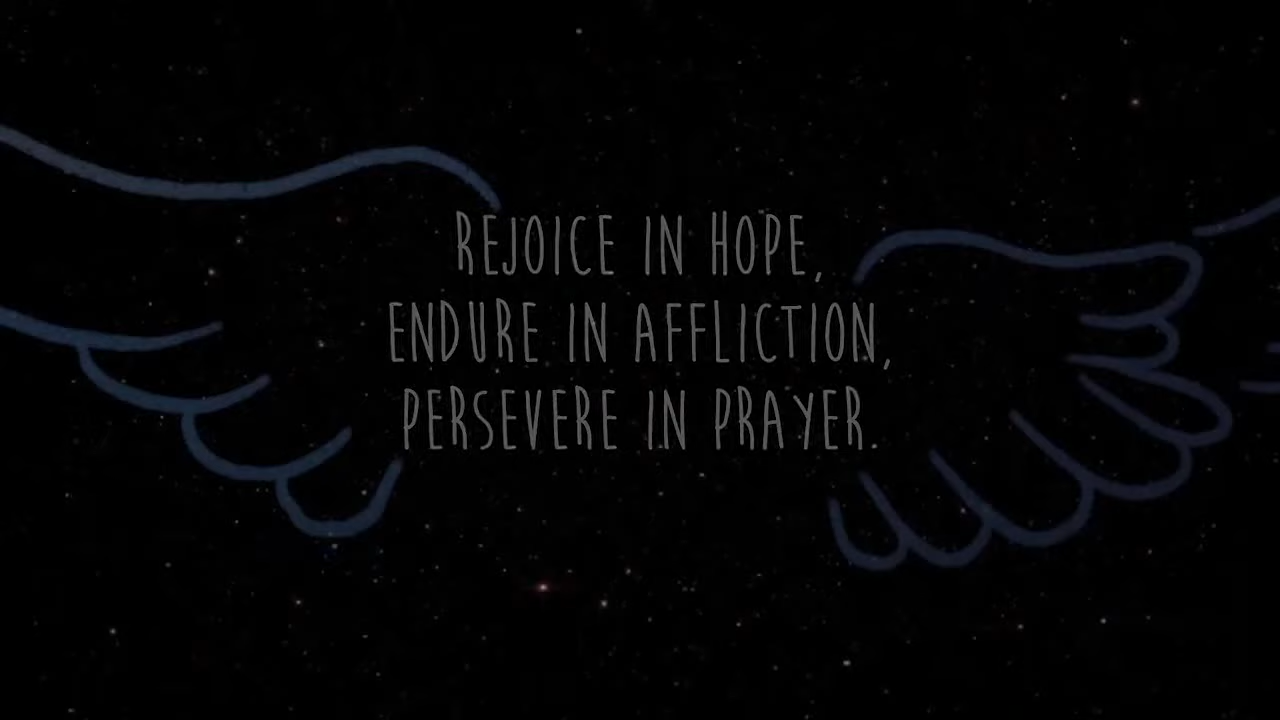 REJOICE IN HOPE,
ENDURE IN AFFLICTION,
PERSEVERE IN PRAYER.